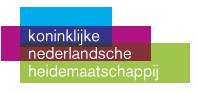 koninklijke
nederlandsche
heidemaatschappij